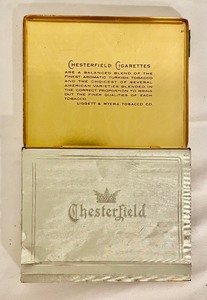 CHESTERFIELD CIGARETTES
ARE A BALANCED BLEND OF THE
FINEST AROMATIC TURKISH TOBACCO
AND THE CHOICEST OF SEVERAL
AMERICAN VARIETIES BLENDED IN
THE CORRECT PROPORTION TO BRING
OUT THE FINER QUALITIES OF EACH
TOBACCO.
LIGGETT & MYERS TOBACCO CO.
Chesterfield